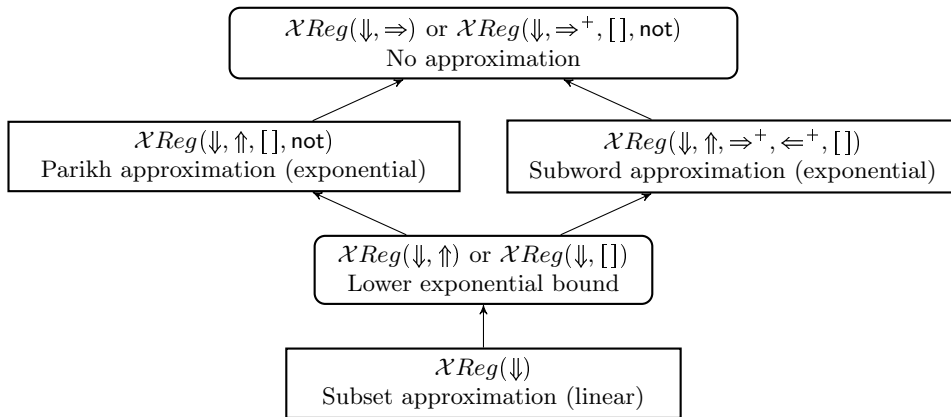 𝒳Reg(⇓, ⇒) or 𝒳Reg(⇓, ⇒⁺, [ ], not)
No approximation
𝒳Reg(⇓, ⇑, [ ], not)
Parikh approximation (exponential)
𝒳Reg(⇓, ⇑, ⇒⁺, ⇐⁺, [ ])
Subword approximation (exponential)
𝒳Reg(⇓, ⇑) or 𝒳Reg(⇓, [ ])
Lower exponential bound
𝒳Reg(⇓)
Subset approximation (linear)